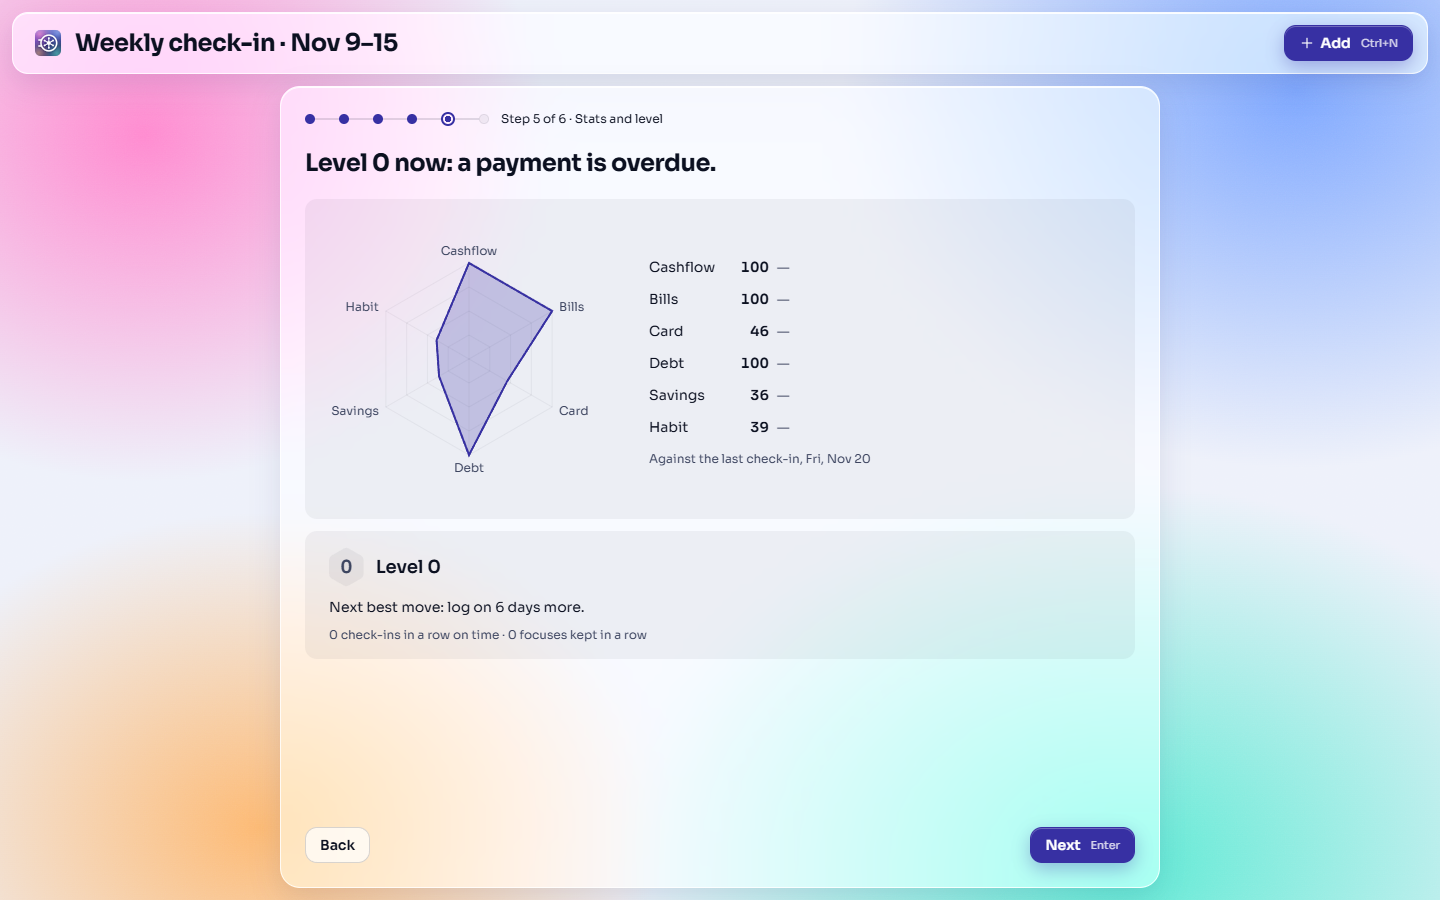 Weekly check-in · Nov 9–15
+ Add Ctrl+N
Step 5 of 6 · Stats and level
Level 0 now: a payment is overdue.
Cashflow
Habit
Bills
Savings
Card
Debt
Cashflow 100 —
Bills 100 —
Card 46 —
Debt 100 —
Savings 36 —
Habit 39 —
Against the last check-in, Fri, Nov 20
0 Level 0
Next best move: log on 6 days more.
0 check-ins in a row on time · 0 focuses kept in a row
Back
Next Enter